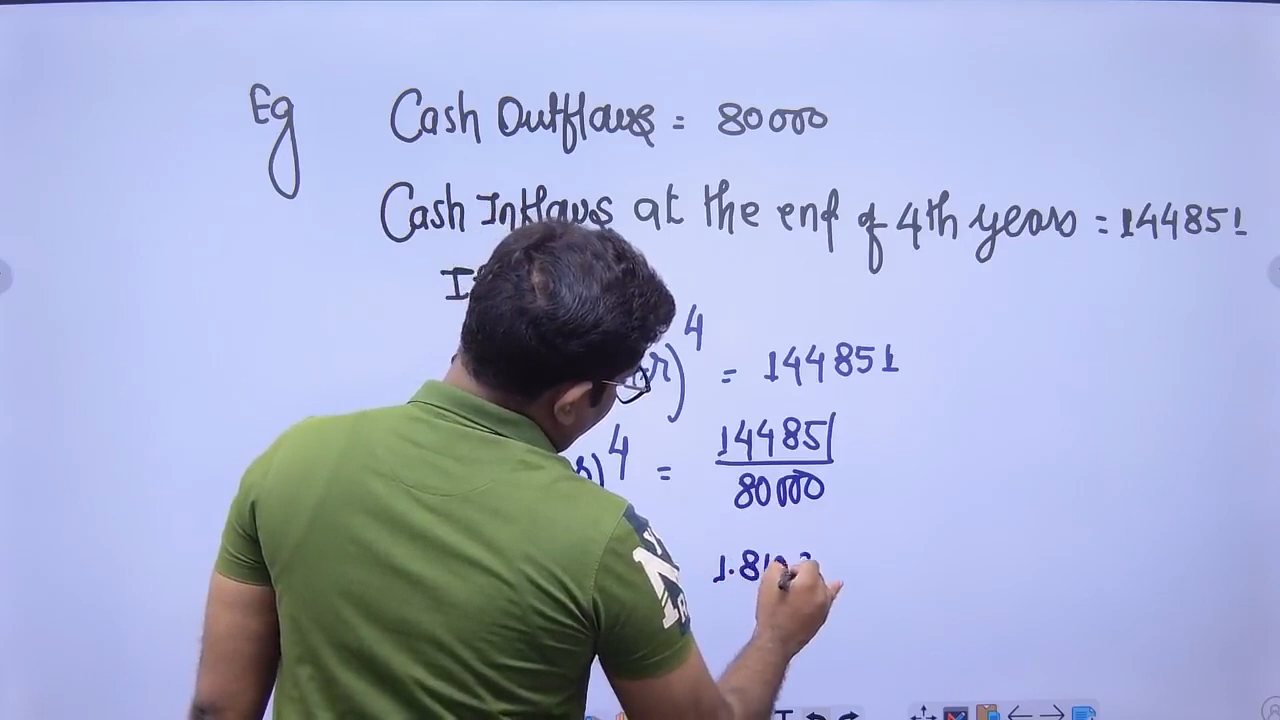 Eg Cash Outflows = 80000
Cash Inflows at the enf of 4th years = 144851
I
r)^4 = 144851
)^4 = 144851/80000
1.81